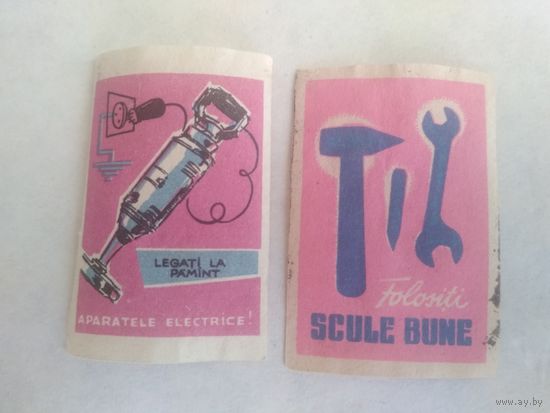 LEGAȚI LA
PĂMÎNT
APARATELE ELECTRICE!
Folosiți
SCULE BUNE
www.ay.by